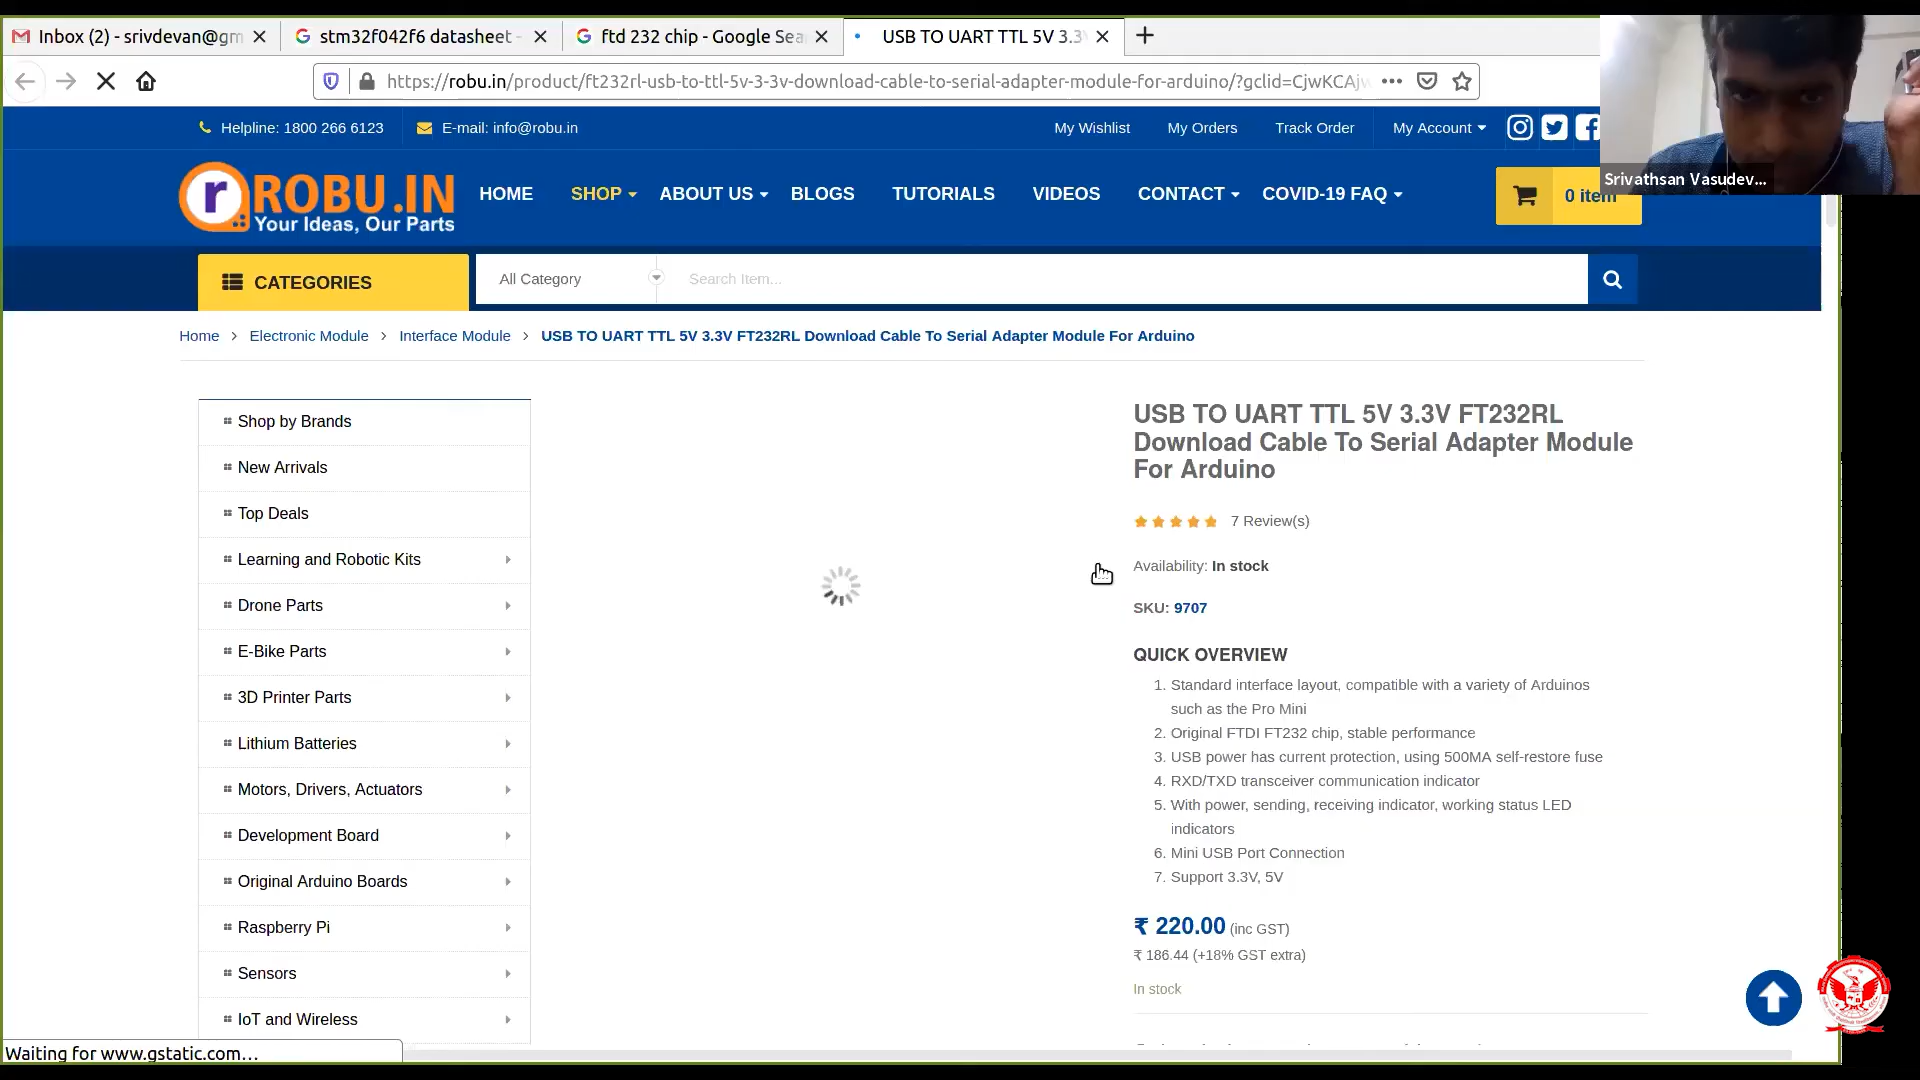 Inbox (2) - srivdevan@gm
stm32f042f6 datasheet -
ftd 232 chip - Google Sea
USB TO UART TTL 5V 3.3
https://robu.in/product/ft232rl-usb-to-ttl-5v-3-3v-download-cable-to-serial-adapter-module-for-arduino/?gclid=CjwKCAjw
Helpline: 1800 266 6123
E-mail: info@robu.in
My Wishlist
My Orders
Track Order
My Account
Srivathsan Vasudev...
ROBU.IN
Your Ideas, Our Parts
HOME
SHOP
ABOUT US
BLOGS
TUTORIALS
VIDEOS
CONTACT
COVID-19 FAQ
0 item
CATEGORIES
All Category
Search Item...
Home > Electronic Module > Interface Module > USB TO UART TTL 5V 3.3V FT232RL Download Cable To Serial Adapter Module For Arduino
Shop by Brands
New Arrivals
Top Deals
Learning and Robotic Kits
Drone Parts
E-Bike Parts
3D Printer Parts
Lithium Batteries
Motors, Drivers, Actuators
Development Board
Original Arduino Boards
Raspberry Pi
Sensors
IoT and Wireless
USB TO UART TTL 5V 3.3V FT232RL
Download Cable To Serial Adapter Module
For Arduino
7 Review(s)
Availability: In stock
SKU: 9707
QUICK OVERVIEW
1. Standard interface layout, compatible with a variety of Arduinos
such as the Pro Mini
2. Original FTDI FT232 chip, stable performance
3. USB power has current protection, using 500MA self-restore fuse
4. RXD/TXD transceiver communication indicator
5. With power, sending, receiving indicator, working status LED
indicators
6. Mini USB Port Connection
7. Support 3.3V, 5V
₹ 220.00 (inc GST)
₹ 186.44 (+18% GST extra)
In stock
Waiting for www.gstatic.com...